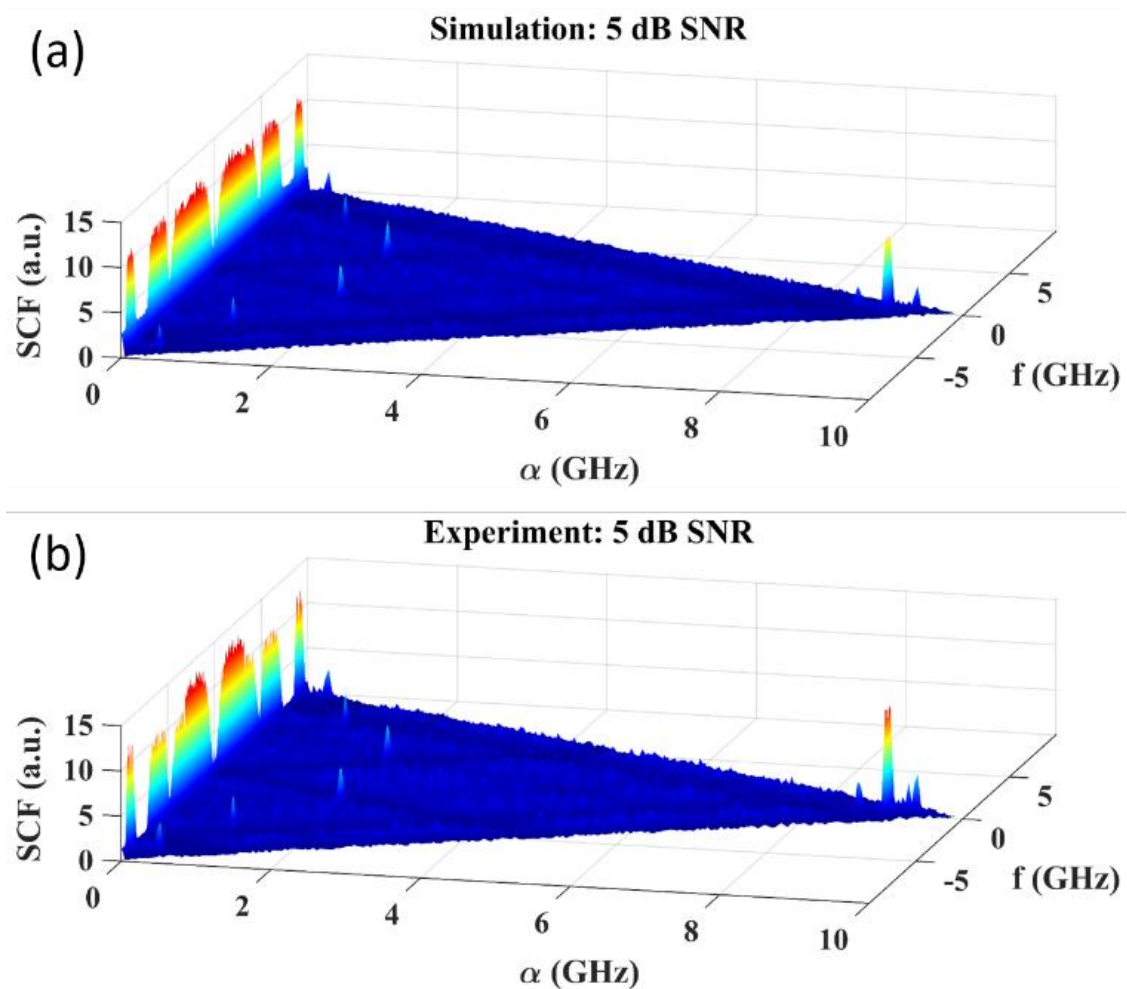 (a)
Simulation: 5 dB SNR
SCF (a.u.)
15
10
5
0
0
2
4
6
8
10
α (GHz)
5
0
-5
f (GHz)
(b)
Experiment: 5 dB SNR
SCF (a.u.)
15
10
5
0
0
2
4
6
8
10
α (GHz)
5
0
-5
f (GHz)